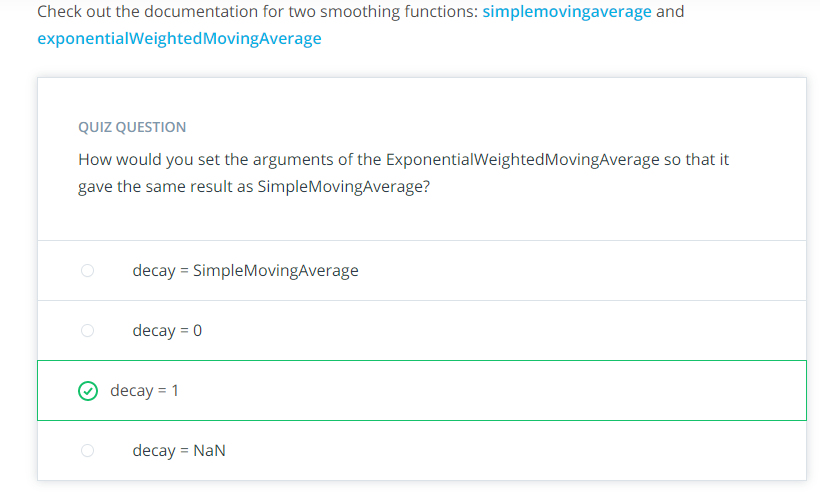 Check out the documentation for two smoothing functions: simplemovingaverage and
exponentialWeightedMovingAverage
QUIZ QUESTION
How would you set the arguments of the ExponentialWeightedMovingAverage so that it
gave the same result as SimpleMovingAverage?
decay = SimpleMovingAverage
decay = 0
decay = 1
decay = NaN